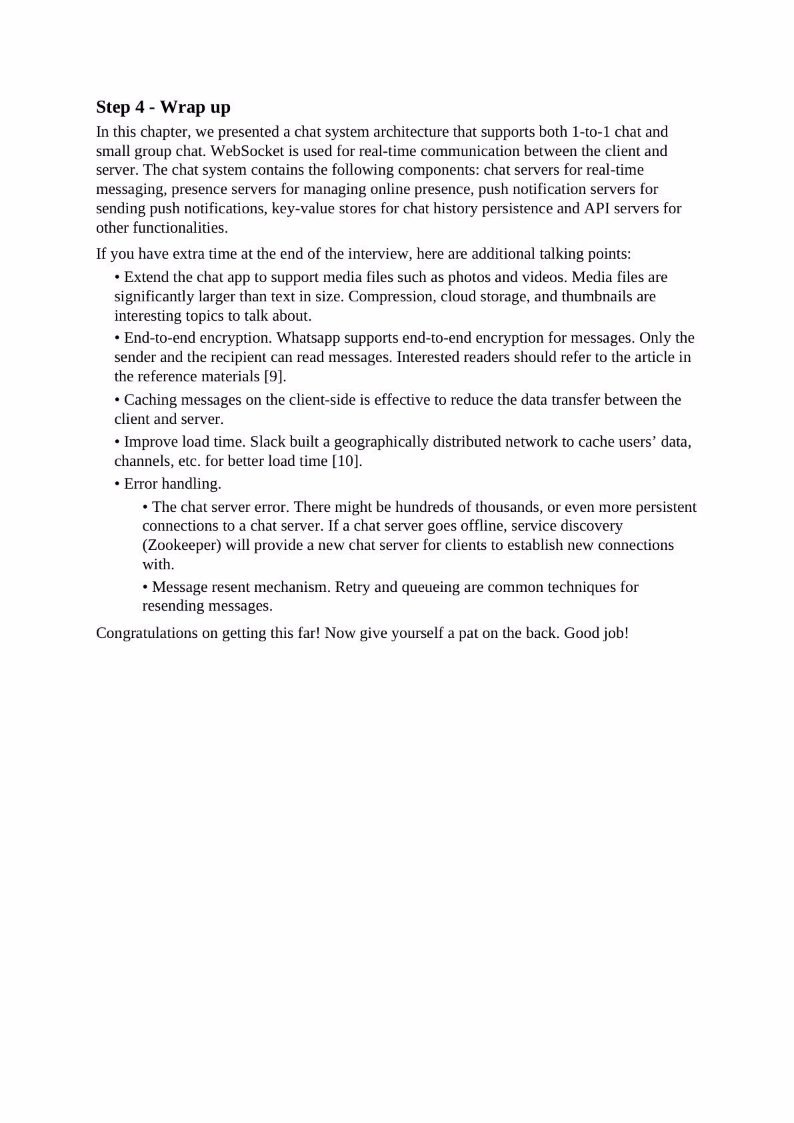 Step 4 - Wrap up
In this chapter, we presented a chat system architecture that supports both 1-to-1 chat and
small group chat. WebSocket is used for real-time communication between the client and
server. The chat system contains the following components: chat servers for real-time
messaging, presence servers for managing online presence, push notification servers for
sending push notifications, key-value stores for chat history persistence and API servers for
other functionalities.
If you have extra time at the end of the interview, here are additional talking points:
• Extend the chat app to support media files such as photos and videos. Media files are
significantly larger than text in size. Compression, cloud storage, and thumbnails are
interesting topics to talk about.
• End-to-end encryption. Whatsapp supports end-to-end encryption for messages. Only the
sender and the recipient can read messages. Interested readers should refer to the article in
the reference materials [9].
• Caching messages on the client-side is effective to reduce the data transfer between the
client and server.
• Improve load time. Slack built a geographically distributed network to cache users’ data,
channels, etc. for better load time [10].
• Error handling.
• The chat server error. There might be hundreds of thousands, or even more persistent
connections to a chat server. If a chat server goes offline, service discovery
(Zookeeper) will provide a new chat server for clients to establish new connections
with.
• Message resent mechanism. Retry and queueing are common techniques for
resending messages.
Congratulations on getting this far! Now give yourself a pat on the back. Good job!